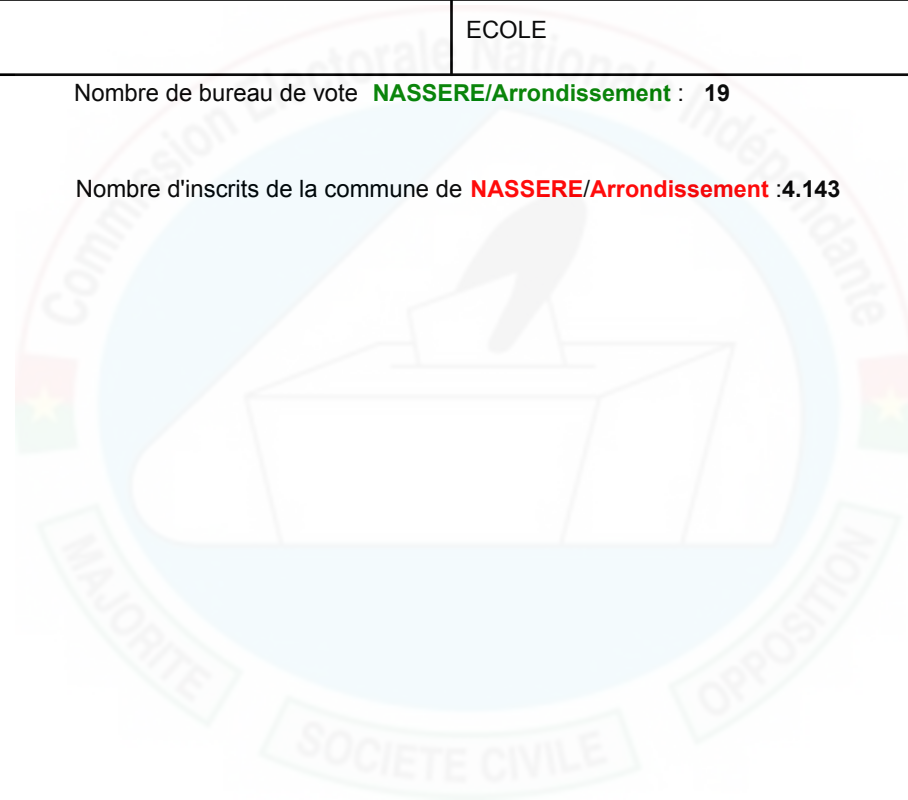 ECOLE
Nombre de bureau de vote NASSERE/Arrondissement : 19
Nombre d'inscrits de la commune de NASSERE/Arrondissement :4.143
Commission Electorale Nationale Indépendante
MAJORITE
SOCIETE CIVILE
OPPOSITION